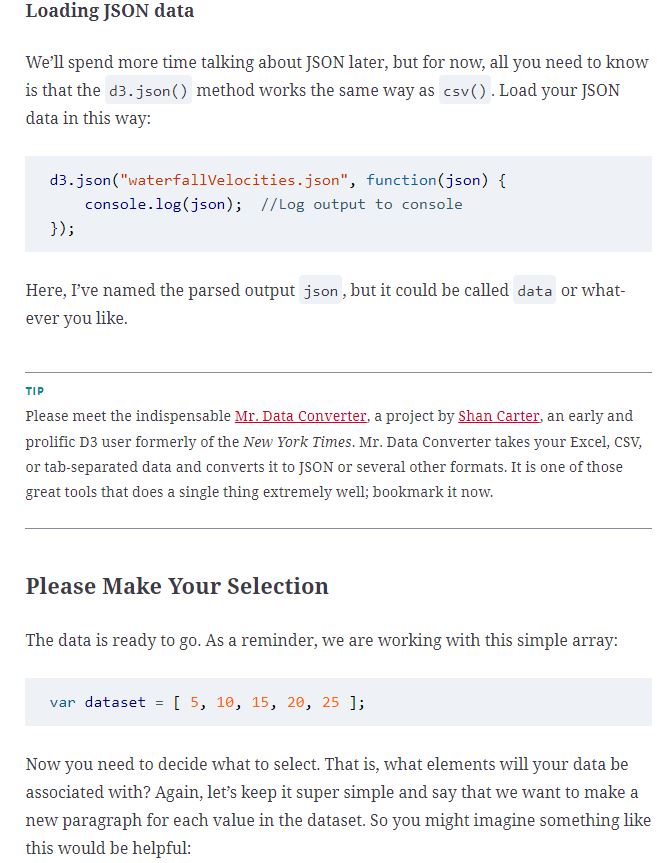 Loading JSON data
We’ll spend more time talking about JSON later, but for now, all you need to know
is that the d3.json() method works the same way as csv(). Load your JSON
data in this way:
d3.json("waterfallVelocities.json", function(json) {
    console.log(json);  //Log output to console
});
Here, I’ve named the parsed output json, but it could be called data or what-
ever you like.
TIP
Please meet the indispensable Mr. Data Converter, a project by Shan Carter, an early and
prolific D3 user formerly of the New York Times. Mr. Data Converter takes your Excel, CSV,
or tab-separated data and converts it to JSON or several other formats. It is one of those
great tools that does a single thing extremely well; bookmark it now.
Please Make Your Selection
The data is ready to go. As a reminder, we are working with this simple array:
var dataset = [ 5, 10, 15, 20, 25 ];
Now you need to decide what to select. That is, what elements will your data be
associated with? Again, let’s keep it super simple and say that we want to make a
new paragraph for each value in the dataset. So you might imagine something like
this would be helpful: